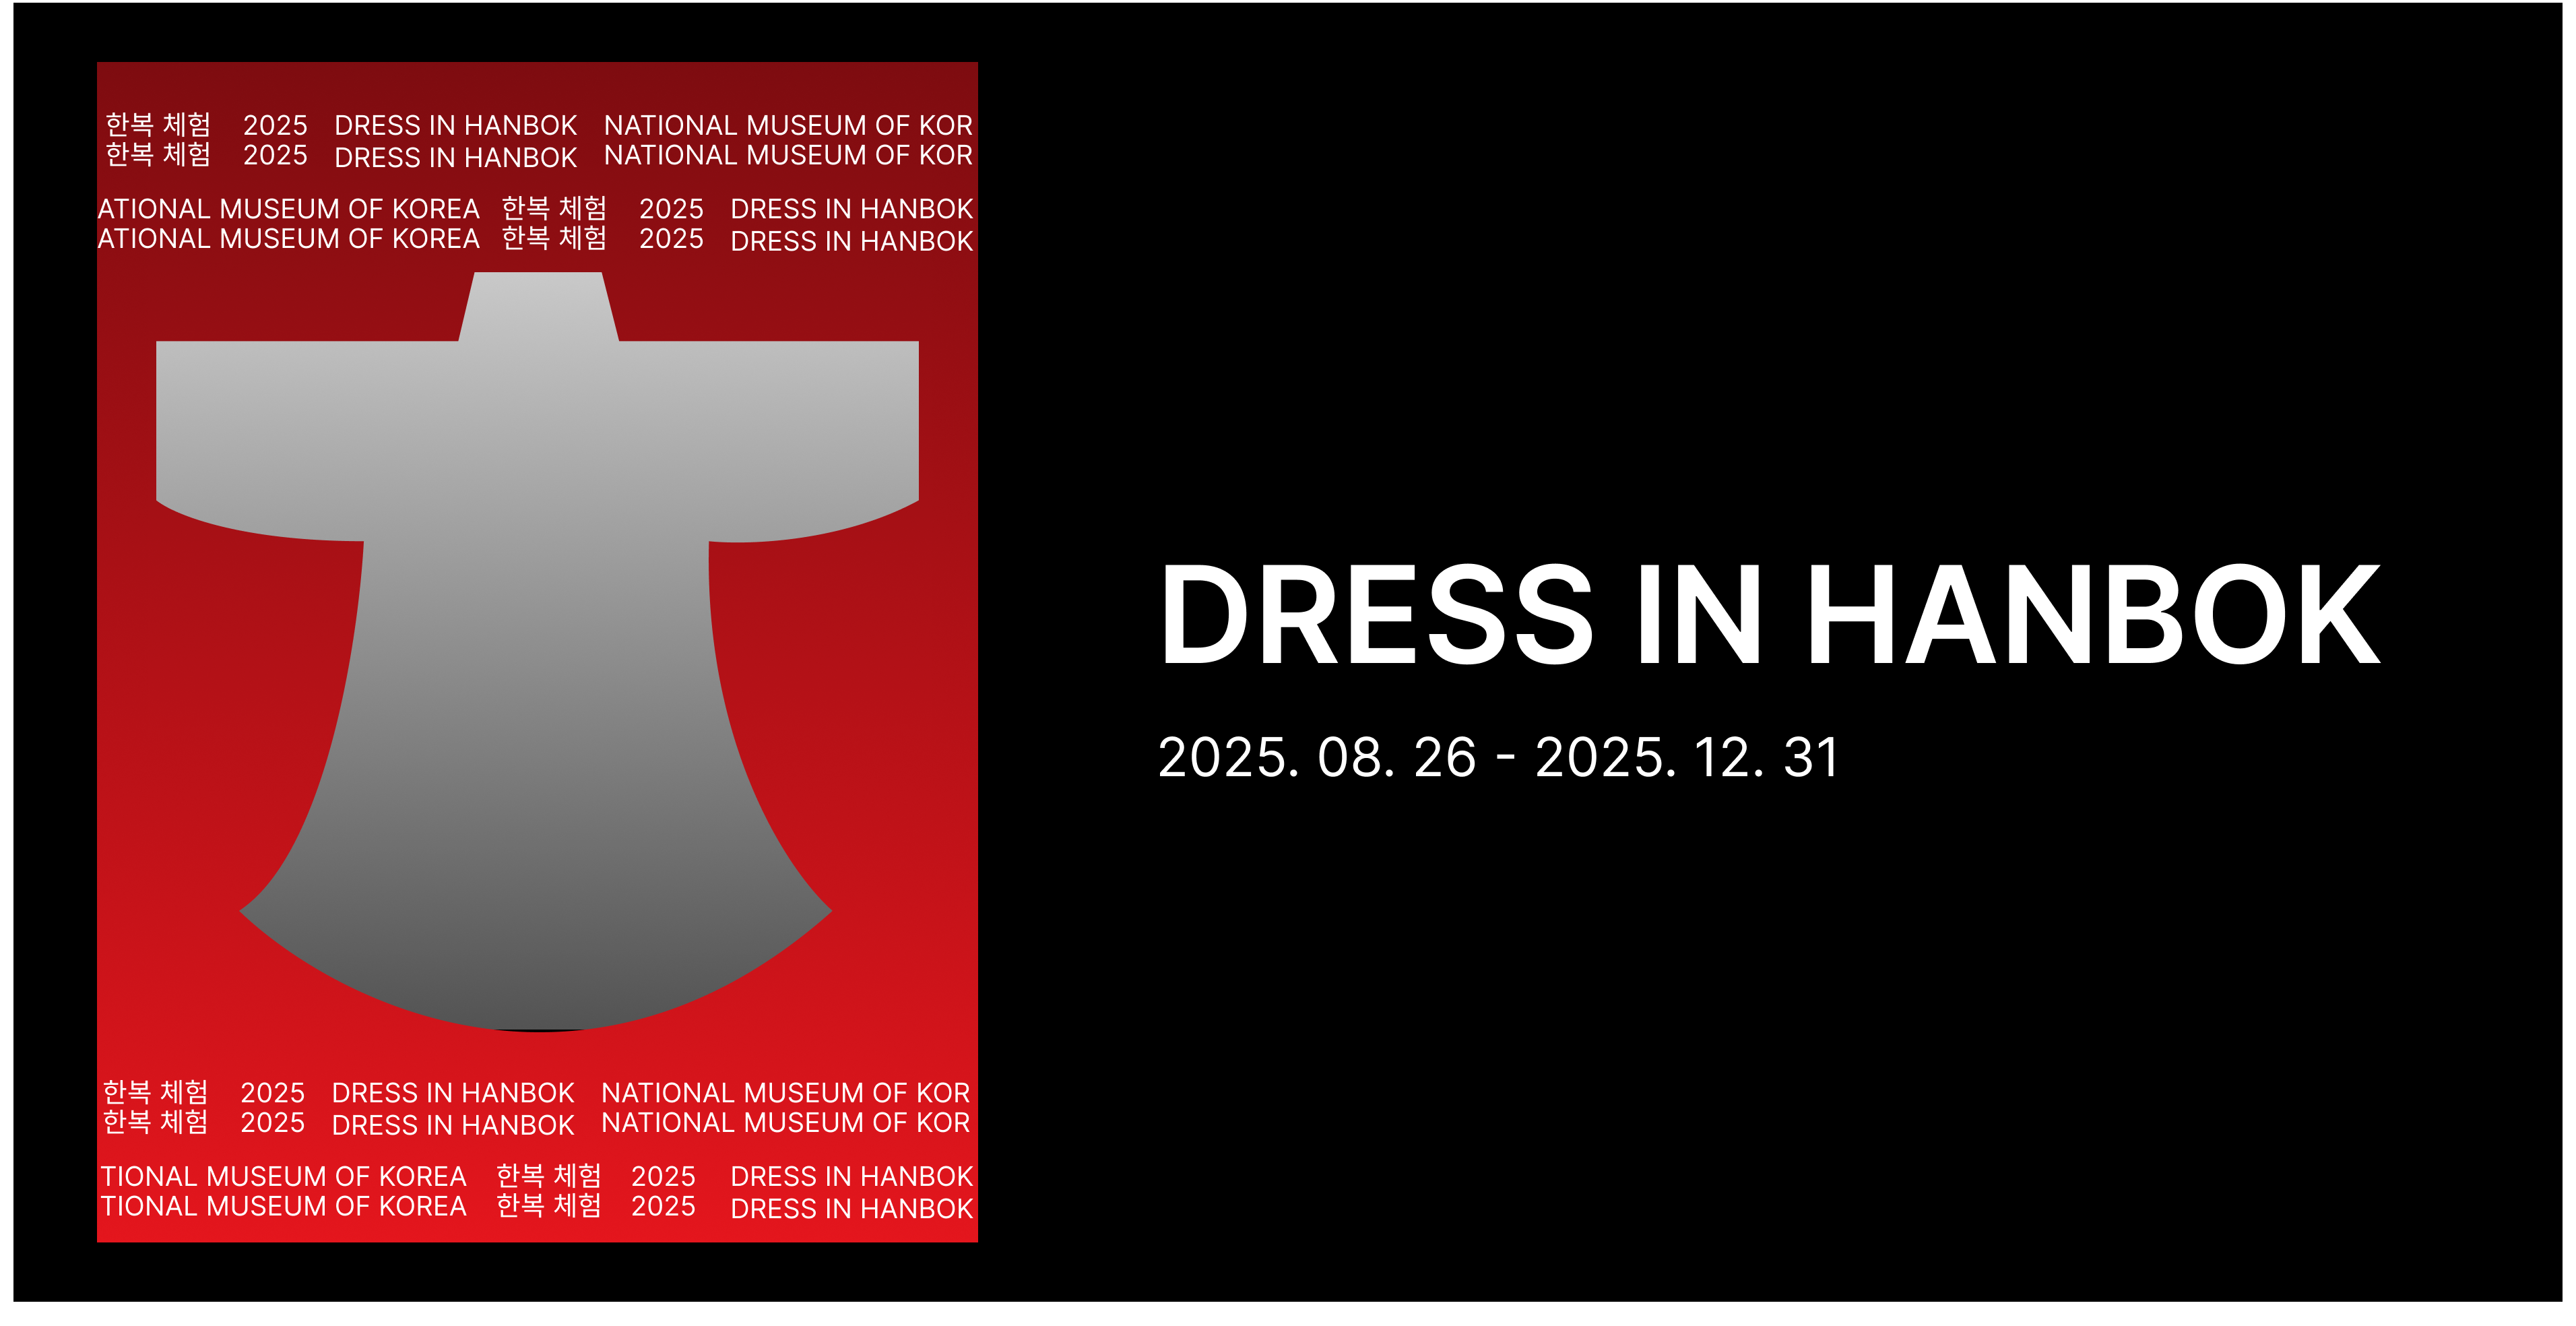 한복 체험 2025 DRESS IN HANBOK NATIONAL MUSEUM OF KOR
한복 체험 2025 DRESS IN HANBOK NATIONAL MUSEUM OF KOR
ATIONAL MUSEUM OF KOREA 한복 체험 2025 DRESS IN HANBOK
ATIONAL MUSEUM OF KOREA 한복 체험 2025 DRESS IN HANBOK
한복 체험 2025 DRESS IN HANBOK NATIONAL MUSEUM OF KOR
한복 체험 2025 DRESS IN HANBOK NATIONAL MUSEUM OF KOR
TIONAL MUSEUM OF KOREA 한복 체험 2025 DRESS IN HANBOK
TIONAL MUSEUM OF KOREA 한복 체험 2025 DRESS IN HANBOK
DRESS IN HANBOK
2025. 08. 26 - 2025. 12. 31